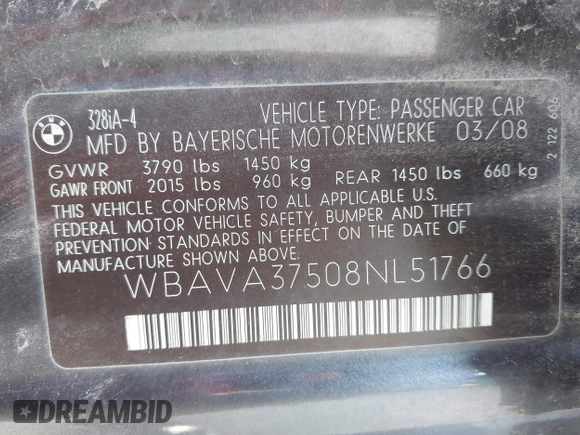 BMW
328iA-4 VEHICLE TYPE: PASSENGER CAR
MFD BY BAYERISCHE MOTORENWERKE 03/08
GVWR 3790 lbs 1450 kg
GAWR FRONT 2015 lbs 960 kg REAR 1450 lbs 660 kg
THIS VEHICLE CONFORMS TO ALL APPLICABLE U.S.
FEDERAL MOTOR VEHICLE SAFETY, BUMPER AND THEFT
PREVENTION STANDARDS IN EFFECT ON THE DATE OF
MANUFACTURE SHOWN ABOVE.
WBAVA37508NL51766
2 122 606
DREAMBID